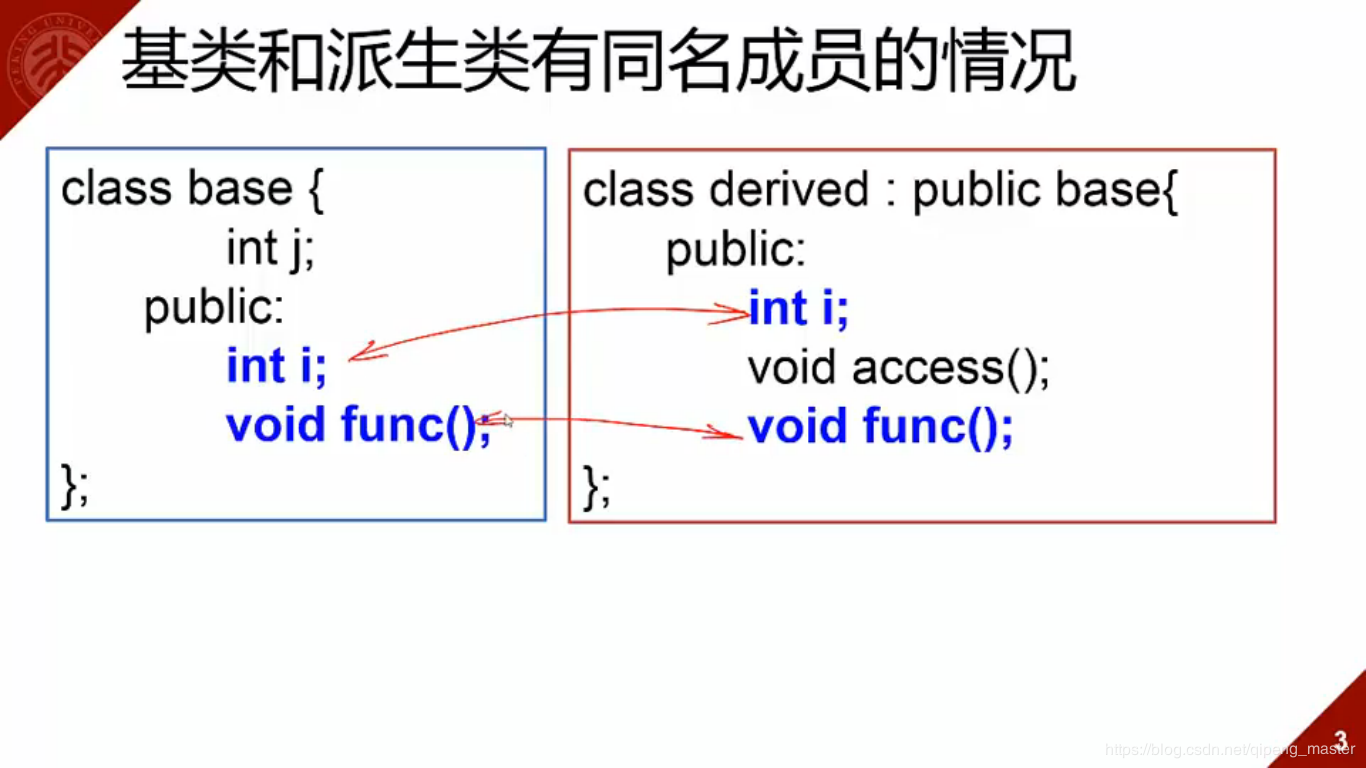 基类和派生类有同名成员的情况
class base {
int j;
public:
int i;
void func();
};
class derived : public base{
public:
int i;
void access();
void func();
};
3
https://blog.csdn.net/qipang_master